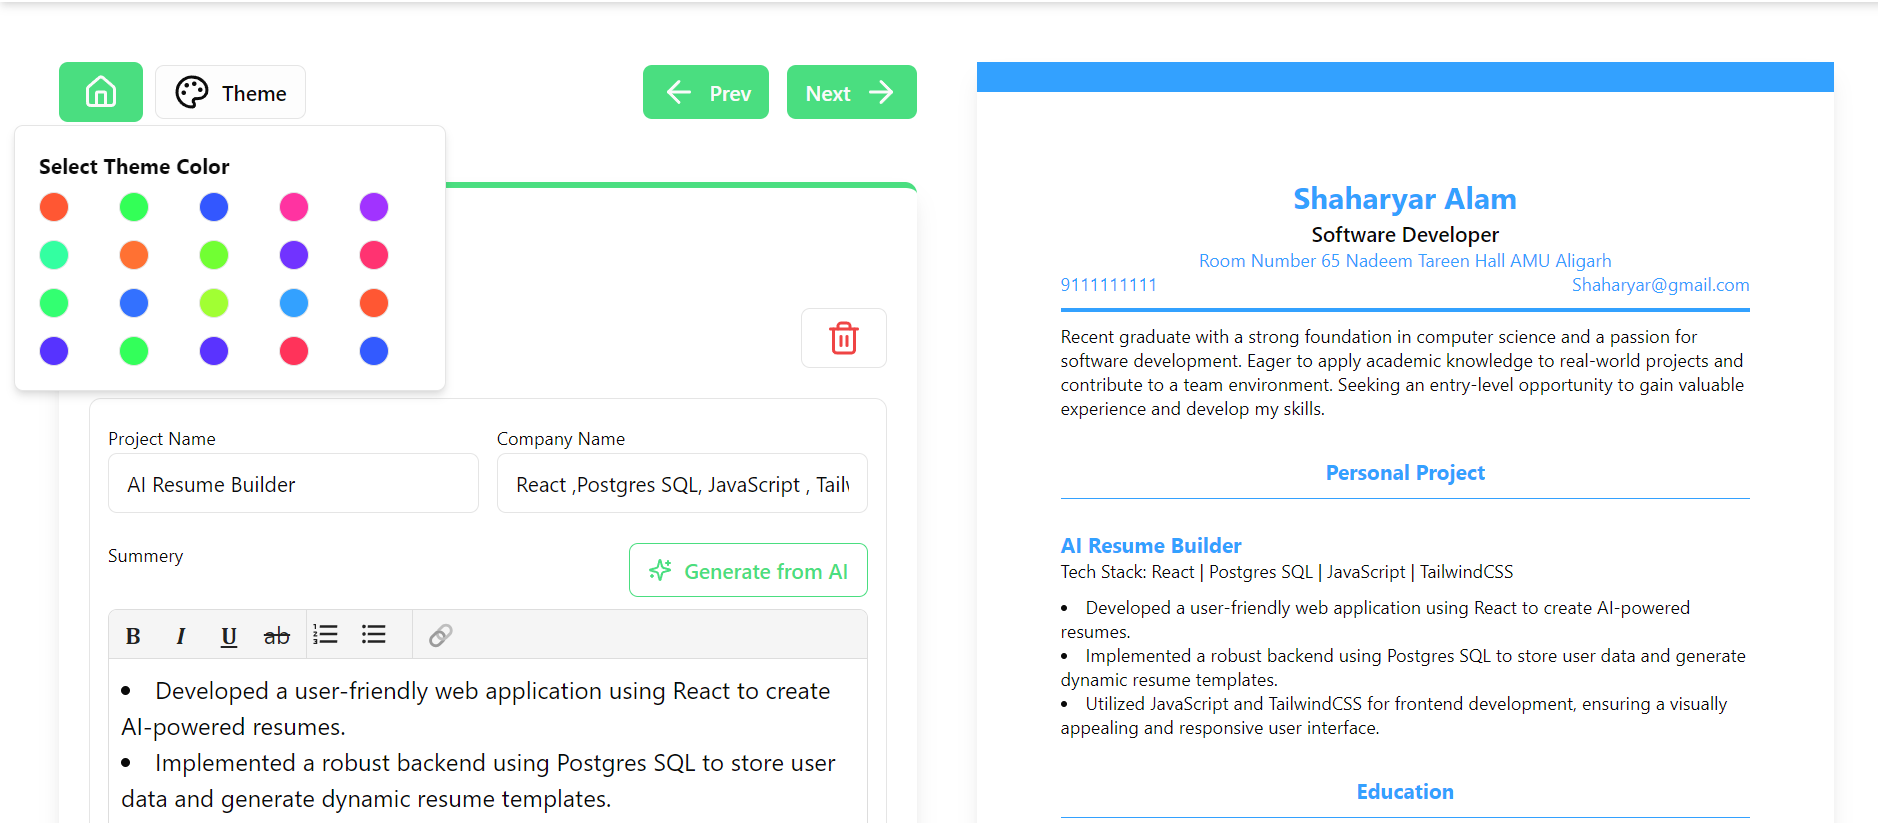 Theme
Prev
Next
Select Theme Color
Project Name
Company Name
AI Resume Builder
React ,Postgres SQL, JavaScript , Tail
Summery
Generate from AI
B I U ab
• Developed a user-friendly web application using React to create
AI-powered resumes.
• Implemented a robust backend using Postgres SQL to store user
data and generate dynamic resume templates.
Shaharyar Alam
Software Developer
Room Number 65 Nadeem Tareen Hall AMU Aligarh
9111111111
Shaharyar@gmail.com
Recent graduate with a strong foundation in computer science and a passion for
software development. Eager to apply academic knowledge to real-world projects and
contribute to a team environment. Seeking an entry-level opportunity to gain valuable
experience and develop my skills.
Personal Project
AI Resume Builder
Tech Stack: React | Postgres SQL | JavaScript | TailwindCSS
• Developed a user-friendly web application using React to create AI-powered
resumes.
• Implemented a robust backend using Postgres SQL to store user data and generate
dynamic resume templates.
• Utilized JavaScript and TailwindCSS for frontend development, ensuring a visually
appealing and responsive user interface.
Education